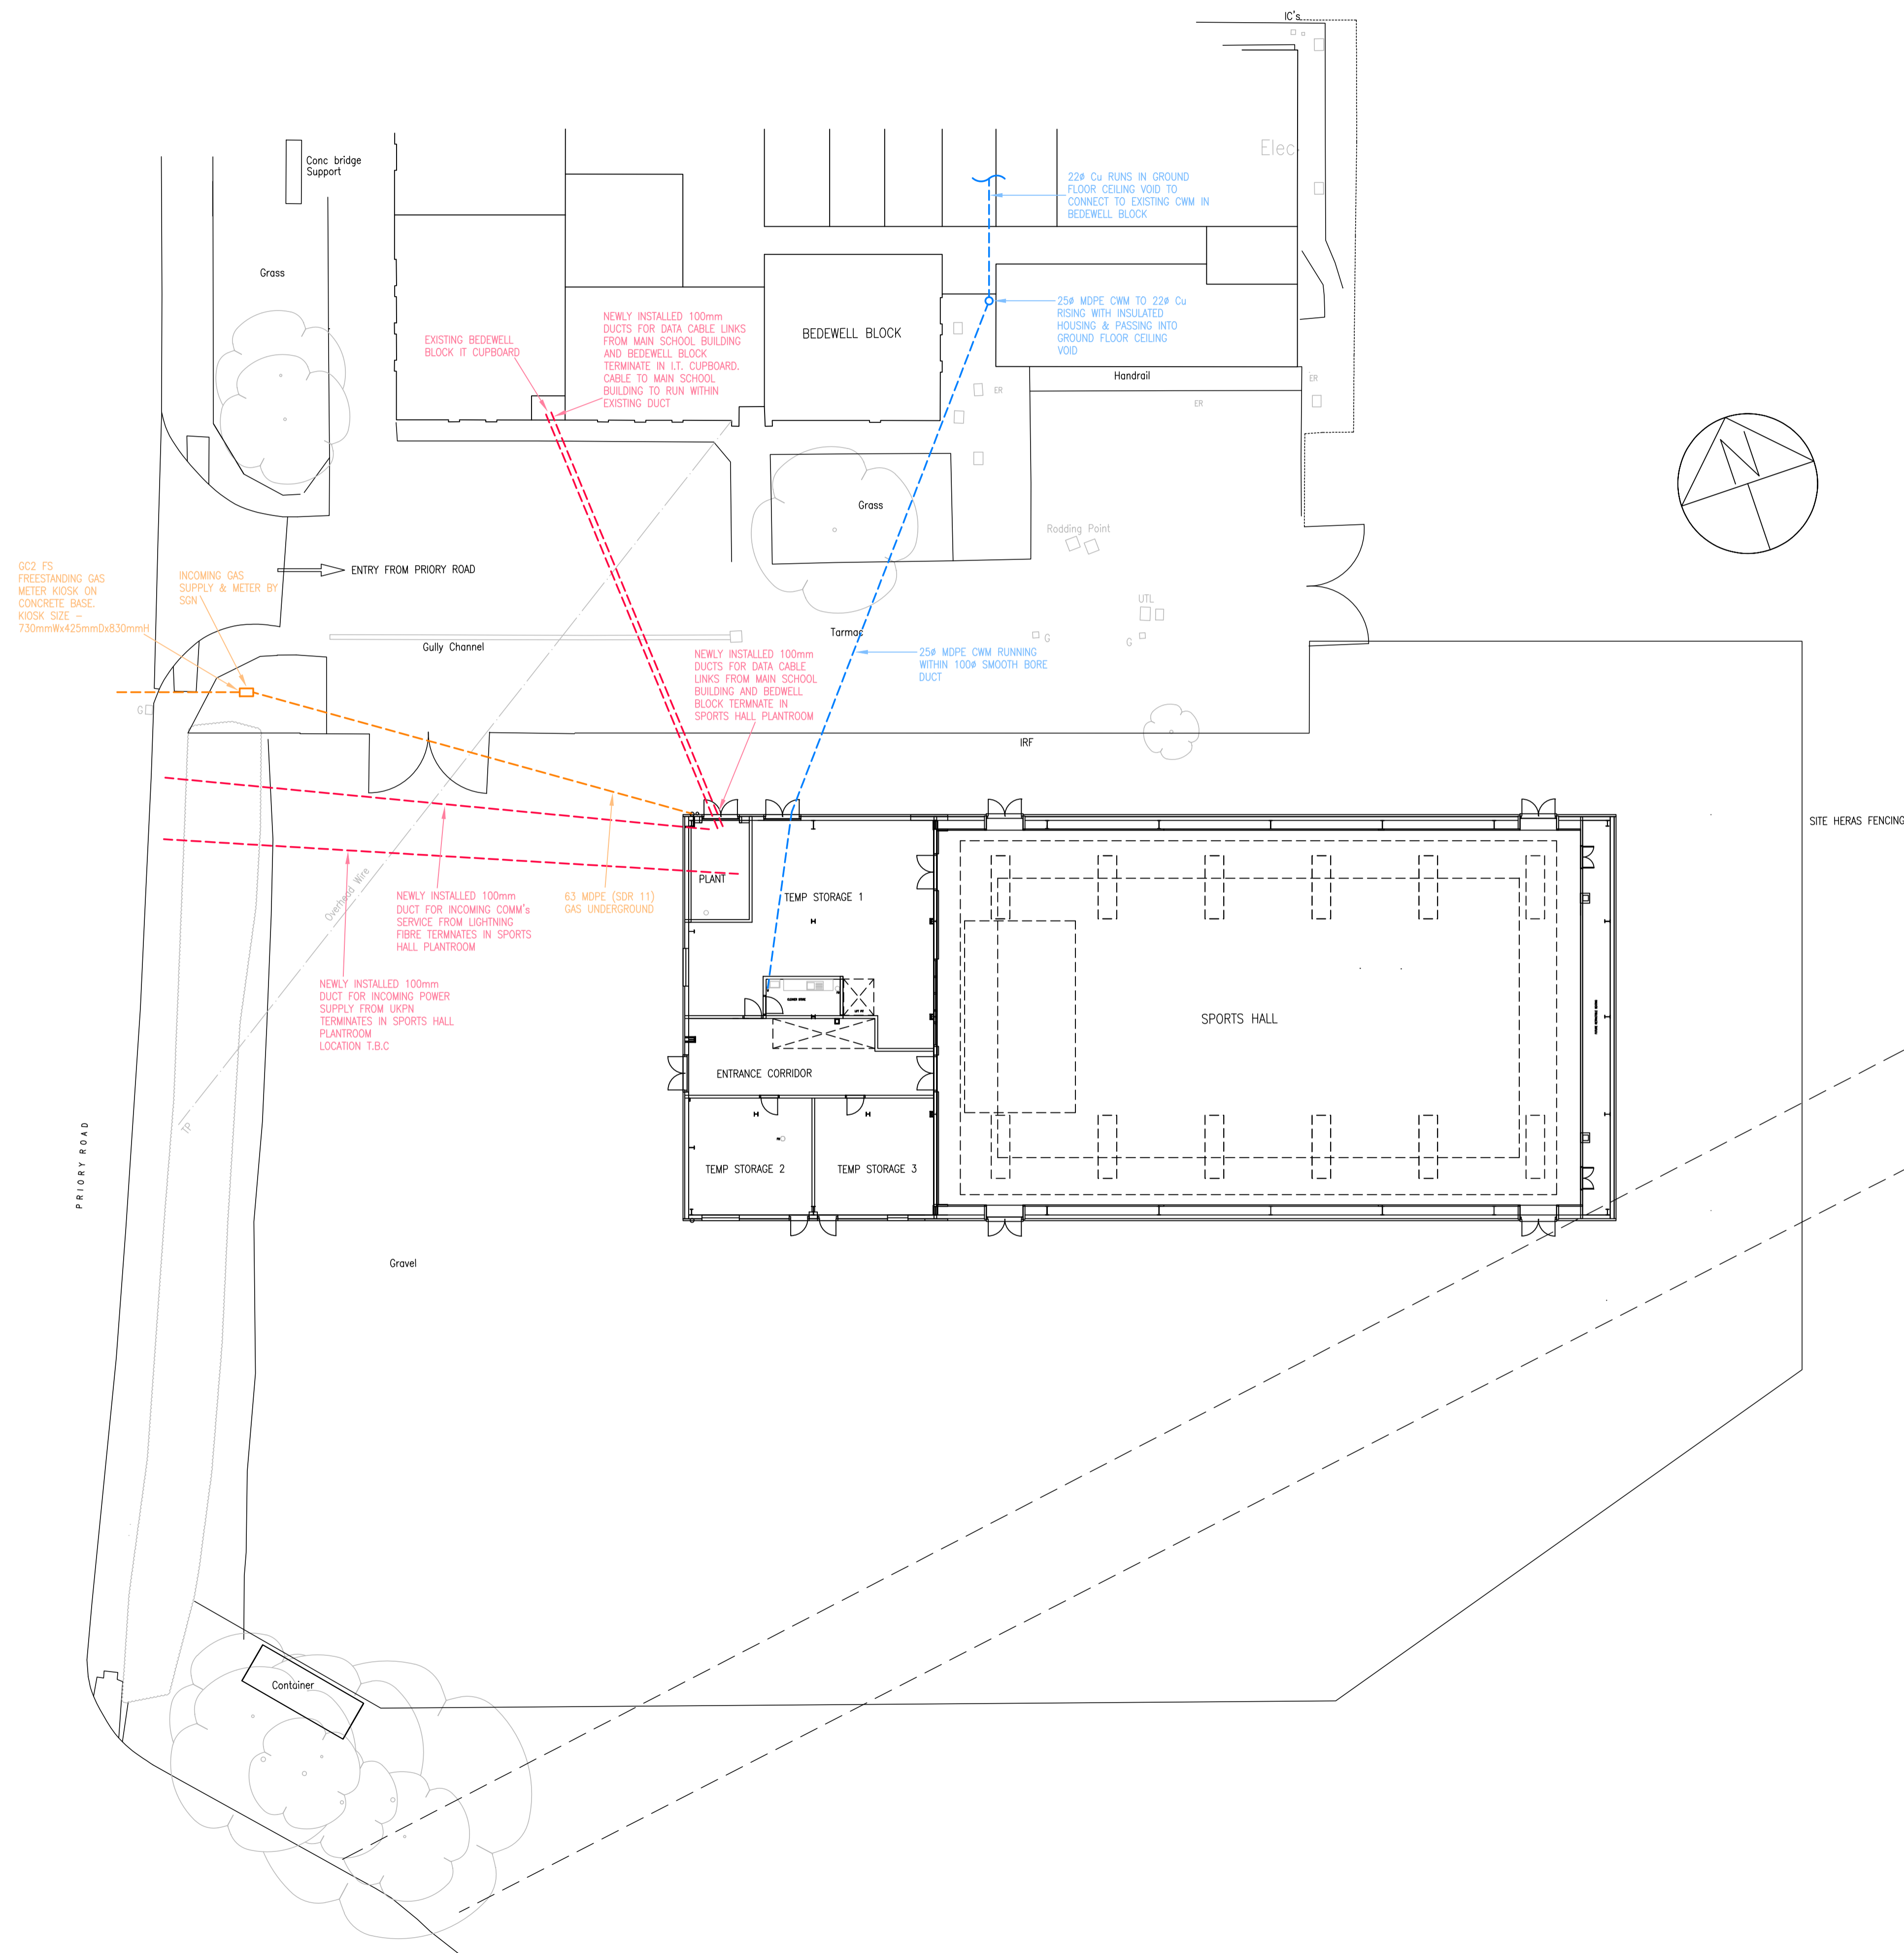 IC's
Elec
Conc bridge
Support
22ø Cu RUNS IN GROUND
FLOOR CEILING VOID TO
CONNECT TO EXISTING CWM IN
BEDEWELL BLOCK
Grass
25ø MDPE CWM TO 22ø Cu
RISING WITH INSULATED
HOUSING & PASSING INTO
GROUND FLOOR CEILING
VOID
NEWLY INSTALLED 100mm
DUCTS FOR DATA CABLE LINKS
FROM MAIN SCHOOL BUILDING
AND BEDEWELL BLOCK
TERMINATE IN I.T. CUPBOARD.
CABLE TO MAIN SCHOOL
BUILDING TO RUN WITHIN
EXISTING DUCT
EXISTING BEDEWELL
BLOCK IT CUPBOARD
BEDEWELL BLOCK
Handrail
ER
ER
ER
N
Grass
Rodding Point
GC2 FS
FREESTANDING GAS
METER KIOSK ON
CONCRETE BASE.
KIOSK SIZE –
730mmWx425mmDx830mmH
INCOMING GAS
SUPPLY & METER BY
SGN
ENTRY FROM PRIORY ROAD
UTL
Tarmac
G
G
Gully Channel
NEWLY INSTALLED 100mm
DUCTS FOR DATA CABLE
LINKS FROM MAIN SCHOOL
BUILDING AND BEDWELL
BLOCK TERMNATE IN
SPORTS HALL PLANTROOM
25ø MDPE CWM RUNNING
WITHIN 100ø SMOOTH BORE
DUCT
G
IRF
SITE HERAS FENCING
PLANT
TEMP STORAGE 1
Overhead Wire
NEWLY INSTALLED 100mm
DUCT FOR INCOMING COMM's
SERVICE FROM LIGHTNING
FIBRE TERMNATES IN SPORTS
HALL PLANTROOM
63 MDPE (SDR 11)
GAS UNDERGROUND
NEWLY INSTALLED 100mm
DUCT FOR INCOMING POWER
SUPPLY FROM UKPN
TERMINATES IN SPORTS HALL
PLANTROOM
LOCATION T.B.C
SPORTS HALL
ENTRANCE CORRIDOR
TP
PRIORY ROAD
TEMP STORAGE 2
TEMP STORAGE 3
Gravel
Container